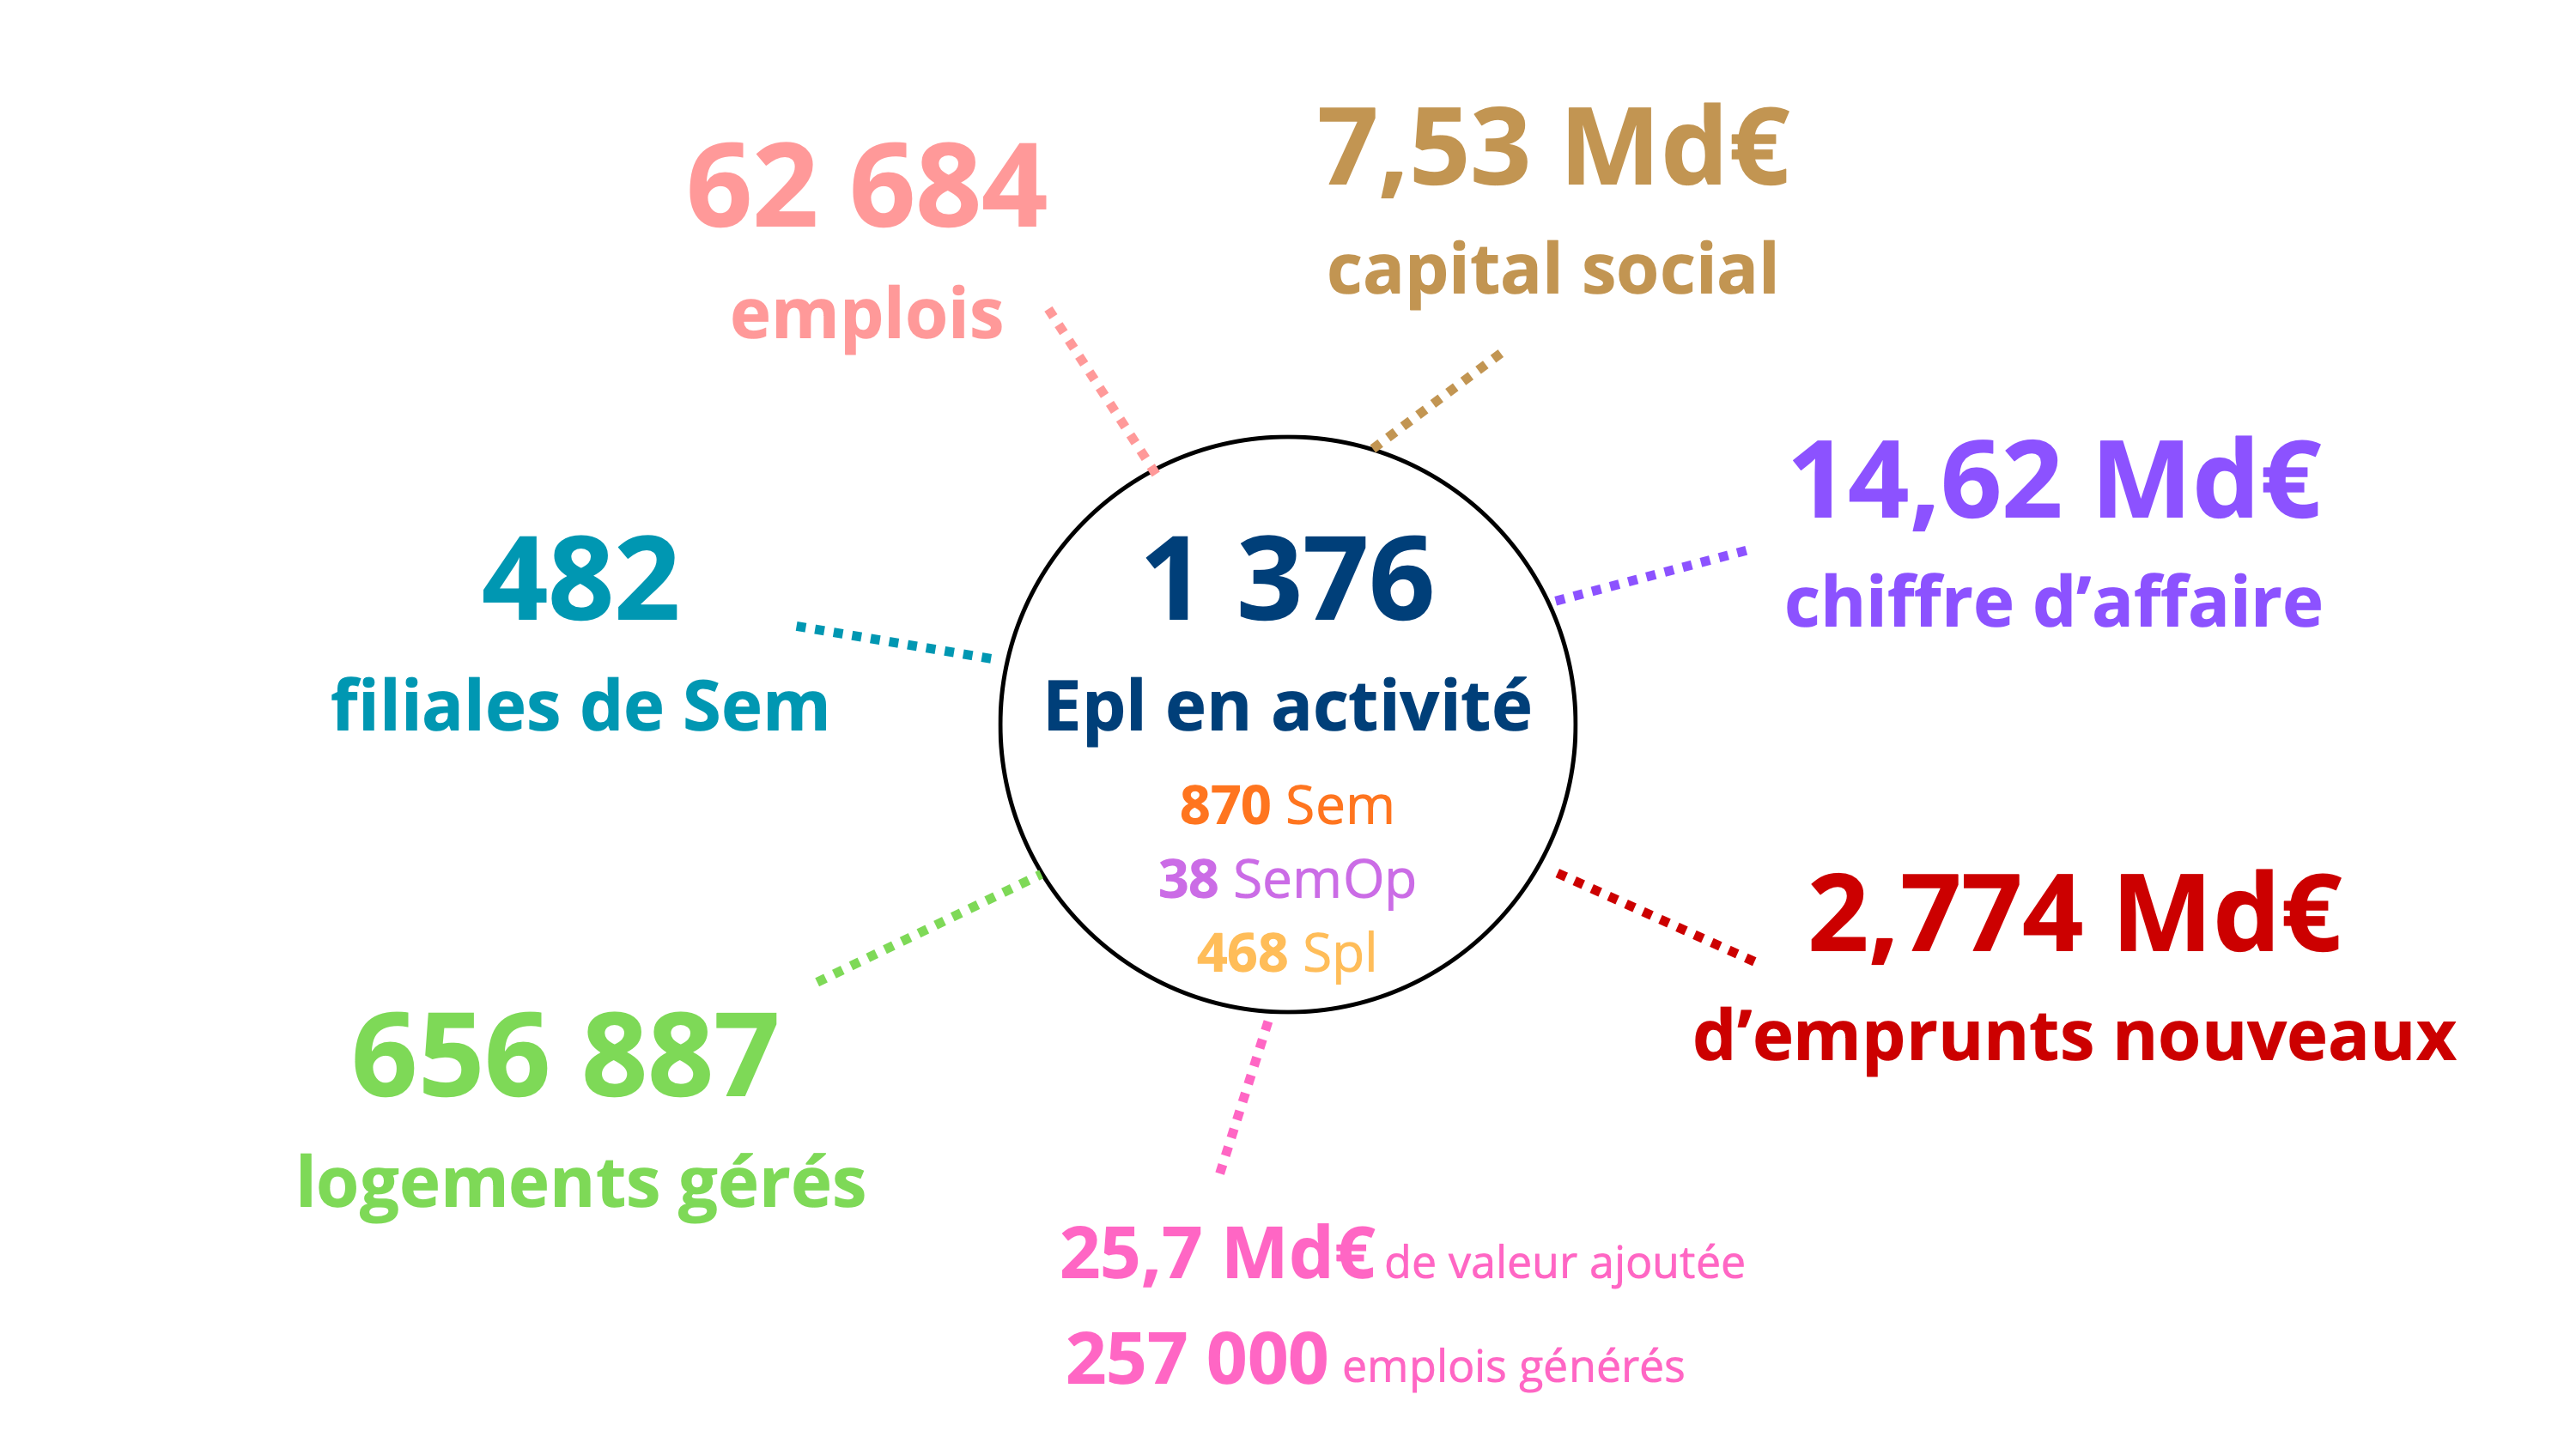 62 684
emplois
7,53 Md€
capital social
14,62 Md€
chiffre d’affaire
482
filiales de Sem
1 376
Epl en activité
870 Sem
38 SemOp
468 Spl
2,774 Md€
d’emprunts nouveaux
656 887
logements gérés
25,7 Md€ de valeur ajoutée
257 000 emplois générés